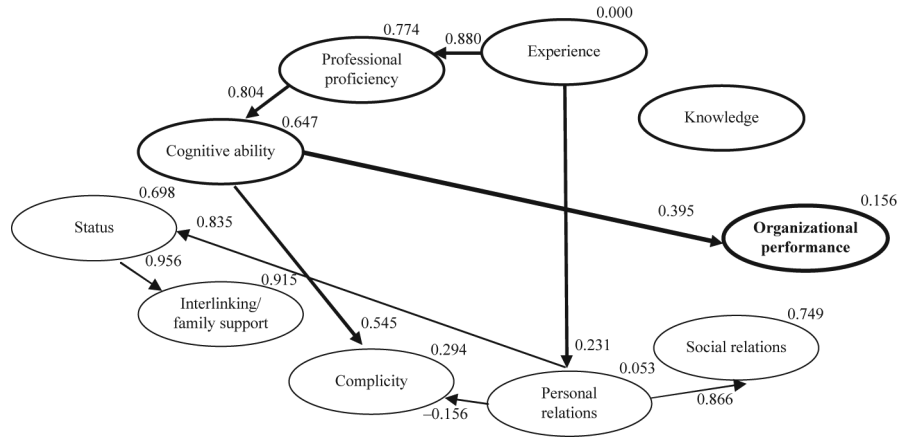 0.000
0.774
0.880
Experience
Professional
proficiency
0.804
0.647
Knowledge
Cognitive ability
0.698
0.156
Status
0.835
0.395
Organizational
performance
0.956
0.915
Interlinking/
family support
0.545
0.231
0.749
0.294
0.053
Social relations
Complicity
Personal
relations
–0.156
0.866